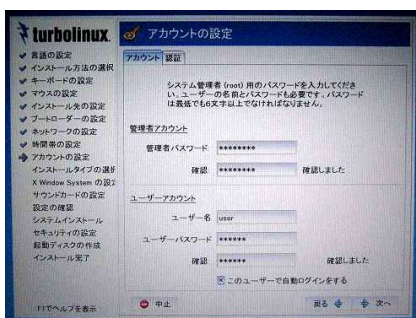 turbolinux
アカウントの設定
言語の設定
インストール方法の選択
キーボードの設定
マウスの設定
インストール先の設定
ブートローダーの設定
ネットワークの設定
時間帯の設定
アカウントの設定
インストールタイプの選択
X Window System の設定
サウンドカードの設定
設定の確認
システムインストール
セキュリティの設定
起動ディスクの作成
インストール完了
F1でヘルプを表示
アカウント 認証
システム管理者 (root) 用のパスワードを入力してくださ
い。ユーザーの名前とパスワードも必要です。パスワード
は最低でも6文字以上でなければなりません。
管理者アカウント
管理者パスワード ********
確認 ******** 確認しました
ユーザーアカウント
ユーザー名 user
ユーザーパスワード ******
確認 ****** 確認しました
このユーザーで自動ログインをする
中止 戻る 次へ